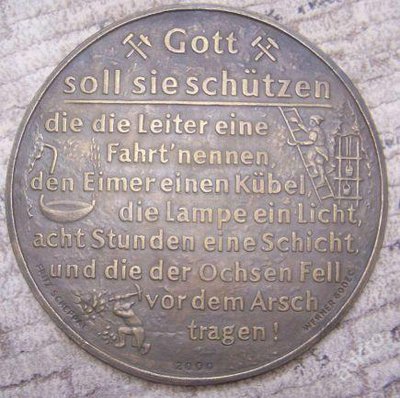 Gott
soll sie schützen
die die Leiter eine
Fahrt'nennen,
den Eimer einen Kübel,
die Lampe ein Licht,
acht Stunden eine Schicht,
und die der Ochsen Fell
vor dem Arsch
tragen!
2000